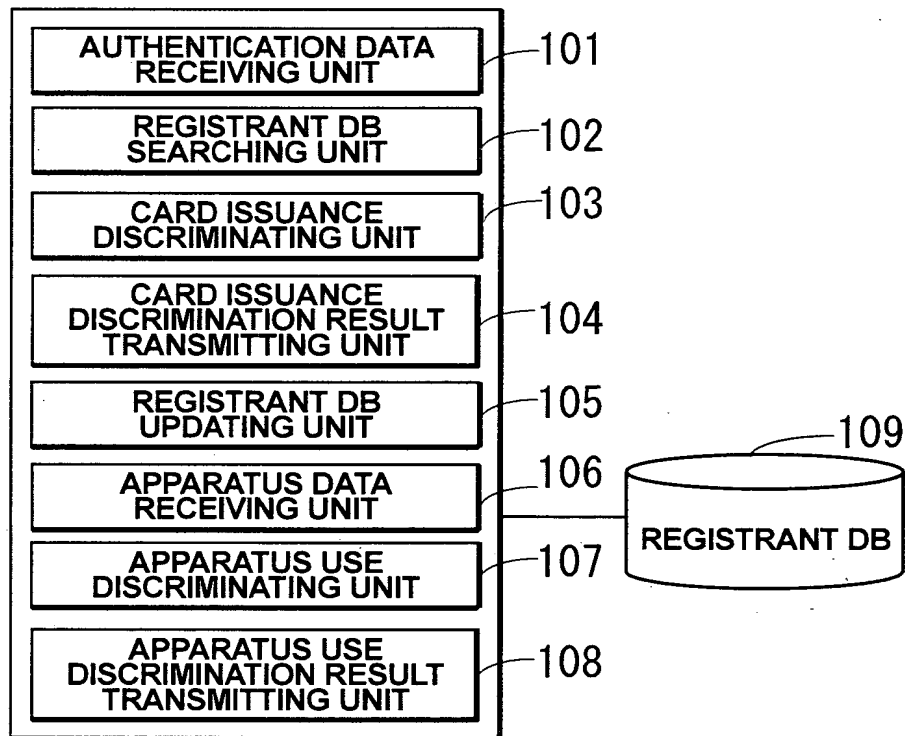 AUTHENTICATION DATA
RECEIVING UNIT
101
REGISTRANT DB
SEARCHING UNIT
102
CARD ISSUANCE
DISCRIMINATING UNIT
103
CARD ISSUANCE
DISCRIMINATION RESULT
TRANSMITTING UNIT
104
REGISTRANT DB
UPDATING UNIT
105
APPARATUS DATA
RECEIVING UNIT
106
APPARATUS USE
DISCRIMINATING UNIT
107
APPARATUS USE
DISCRIMINATION RESULT
TRANSMITTING UNIT
108
109
REGISTRANT DB